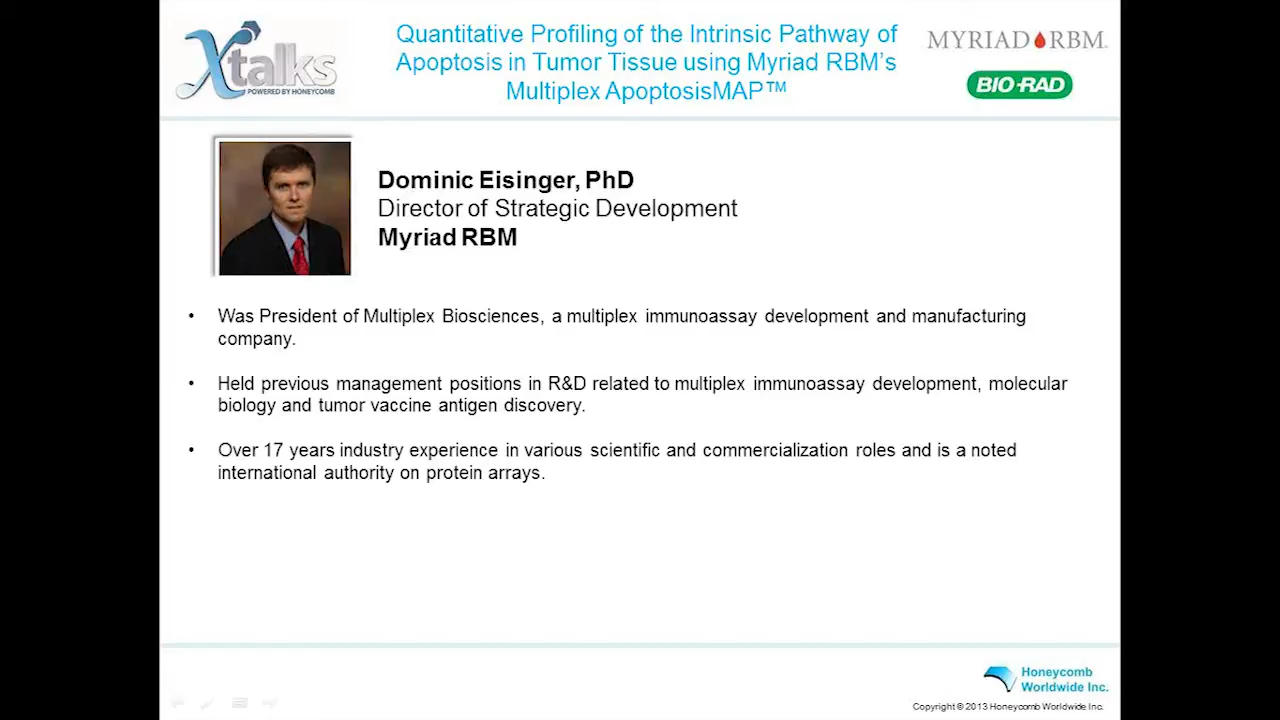 Xtalks
POWERED BY HONEYCOMB
Quantitative Profiling of the Intrinsic Pathway of
Apoptosis in Tumor Tissue using Myriad RBM's
Multiplex ApoptosisMAP™
MYRIAD RBM.
BIO-RAD
Dominic Eisinger, PhD
Director of Strategic Development
Myriad RBM
• Was President of Multiplex Biosciences, a multiplex immunoassay development and manufacturing
company.
• Held previous management positions in R&D related to multiplex immunoassay development, molecular
biology and tumor vaccine antigen discovery.
• Over 17 years industry experience in various scientific and commercialization roles and is a noted
international authority on protein arrays.
Honeycomb
Worldwide Inc.
Copyright © 2013 Honeycomb Worldwide Inc.